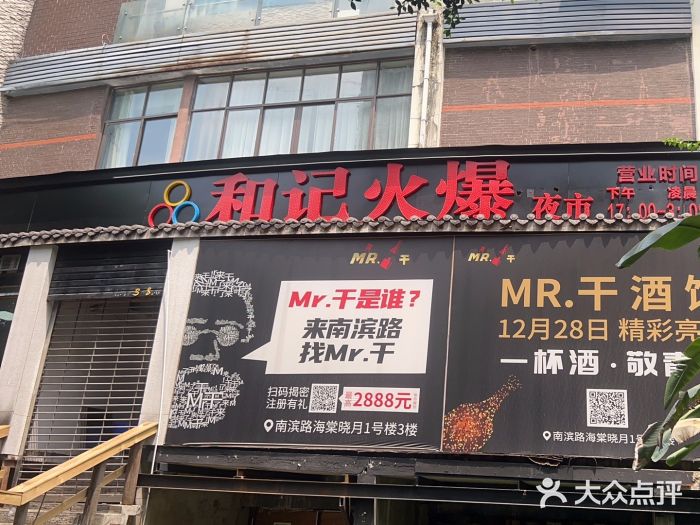 和记火爆 夜市
营业时间
下午 凌晨
MR. 干
Mr.干是谁？
来南滨路
找Mr.干
扫码揭密
注册有礼
最高2888元
南滨路海棠晓月1号楼3楼
MR. 干
MR.干酒
12月28日 精彩亮
一杯酒·敬青
南滨路海棠晓月1号
大众点评